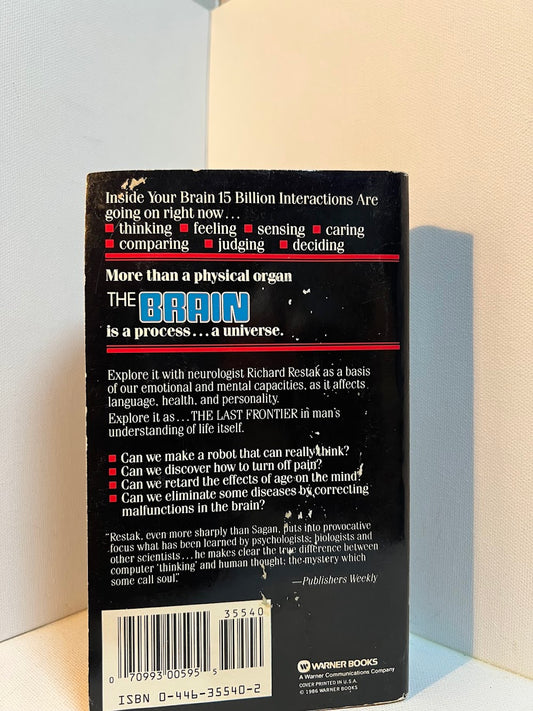 Inside Your Brain 15 Billion Interactions Are
going on right now...
thinking feeling sensing caring
comparing judging deciding
More than a physical organ
THE BRAIN
is a process...a universe.
Explore it with neurologist Richard Restak as a basis
of our emotional and mental capacities, as it affects
language, health, and personality.
Explore it as...THE LAST FRONTIER in man's
understanding of life itself.
Can we make a robot that can really think?
Can we discover how to turn off pain?
Can we retard the effects of age on the mind?
Can we eliminate some diseases by correcting
malfunctions in the brain?
"Restak, even more sharply than Sagan, puts into provocative
focus what has been learned by psychologists, biologists and
other scientists...he makes clear the true difference between
computer 'thinking' and human thought; the mystery which
some call soul."
—Publishers Weekly
35540
0 70993 00595 5
ISBN 0-446-35540-2
WARNER BOOKS
A Warner Communications Company
COVER PRINTED IN U.S.A.
© 1986 WARNER BOOKS